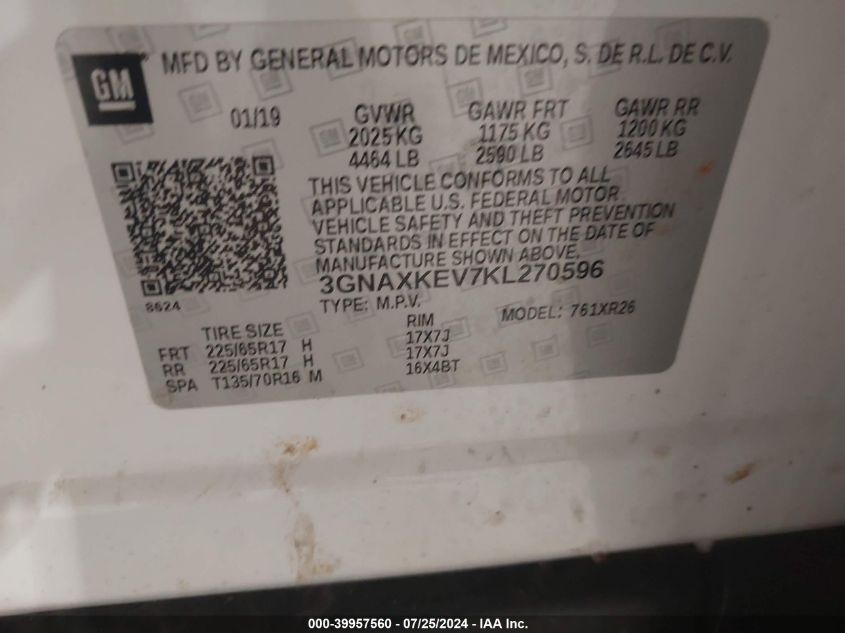 GM
MFD BY GENERAL MOTORS DE MEXICO, S. DE R.L. DE C.V.
01/19 GVWR GAWR FRT GAWR RR
2025 KG 1175 KG 1200 KG
4464 LB 2590 LB 2645 LB
THIS VEHICLE CONFORMS TO ALL
APPLICABLE U.S. FEDERAL MOTOR
VEHICLE SAFETY AND THEFT PREVENTION
STANDARDS IN EFFECT ON THE DATE OF
MANUFACTURE SHOWN ABOVE.
3GNAXKEV7KL270596
8624
TYPE: M.P.V. MODEL: 761XR26
TIRE SIZE RIM
FRT 225/65R17 H 17X7J
RR 225/65R17 H 17X7J
SPA T135/70R16 M 16X4BT
000-39957560 / 07/25/2024 - IAA Inc.